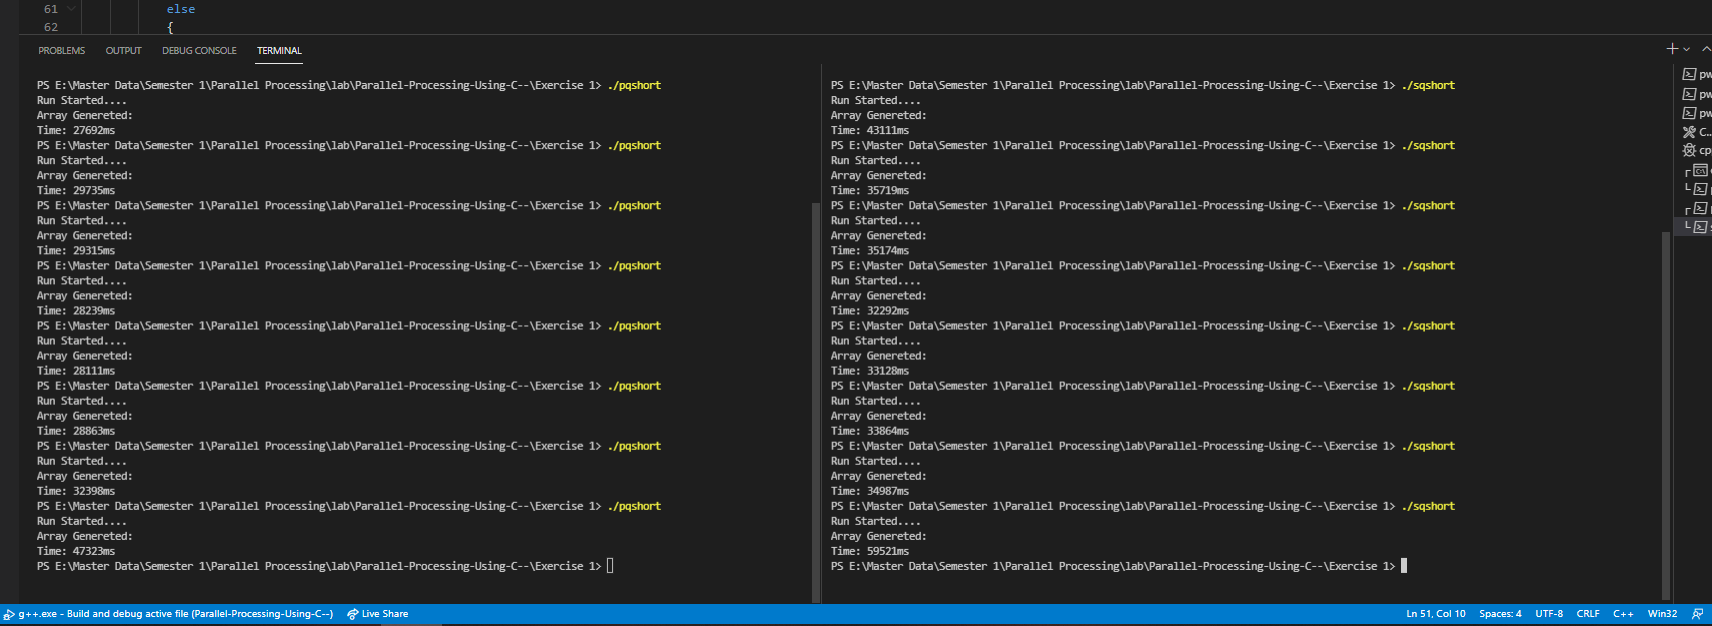 61 else
62 {
PROBLEMS OUTPUT DEBUG CONSOLE TERMINAL
PS E:\Master Data\Semester 1\Parallel Processing\lab\Parallel-Processing-Using-C--\Exercise 1> ./pqshort
Run Started....
Array Genereted:
Time: 27692ms
PS E:\Master Data\Semester 1\Parallel Processing\lab\Parallel-Processing-Using-C--\Exercise 1> ./pqshort
Run Started....
Array Genereted:
Time: 29735ms
PS E:\Master Data\Semester 1\Parallel Processing\lab\Parallel-Processing-Using-C--\Exercise 1> ./pqshort
Run Started....
Array Genereted:
Time: 29315ms
PS E:\Master Data\Semester 1\Parallel Processing\lab\Parallel-Processing-Using-C--\Exercise 1> ./pqshort
Run Started....
Array Genereted:
Time: 28239ms
PS E:\Master Data\Semester 1\Parallel Processing\lab\Parallel-Processing-Using-C--\Exercise 1> ./pqshort
Run Started....
Array Genereted:
Time: 28111ms
PS E:\Master Data\Semester 1\Parallel Processing\lab\Parallel-Processing-Using-C--\Exercise 1> ./pqshort
Run Started....
Array Genereted:
Time: 28863ms
PS E:\Master Data\Semester 1\Parallel Processing\lab\Parallel-Processing-Using-C--\Exercise 1> ./pqshort
Run Started....
Array Genereted:
Time: 32398ms
PS E:\Master Data\Semester 1\Parallel Processing\lab\Parallel-Processing-Using-C--\Exercise 1> ./pqshort
Run Started....
Array Genereted:
Time: 47323ms
PS E:\Master Data\Semester 1\Parallel Processing\lab\Parallel-Processing-Using-C--\Exercise 1>
PS E:\Master Data\Semester 1\Parallel Processing\lab\Parallel-Processing-Using-C--\Exercise 1> ./sqshort
Run Started....
Array Genereted:
Time: 43111ms
PS E:\Master Data\Semester 1\Parallel Processing\lab\Parallel-Processing-Using-C--\Exercise 1> ./sqshort
Run Started....
Array Genereted:
Time: 35719ms
PS E:\Master Data\Semester 1\Parallel Processing\lab\Parallel-Processing-Using-C--\Exercise 1> ./sqshort
Run Started....
Array Genereted:
Time: 35174ms
PS E:\Master Data\Semester 1\Parallel Processing\lab\Parallel-Processing-Using-C--\Exercise 1> ./sqshort
Run Started....
Array Genereted:
Time: 32292ms
PS E:\Master Data\Semester 1\Parallel Processing\lab\Parallel-Processing-Using-C--\Exercise 1> ./sqshort
Run Started....
Array Genereted:
Time: 33128ms
PS E:\Master Data\Semester 1\Parallel Processing\lab\Parallel-Processing-Using-C--\Exercise 1> ./sqshort
Run Started....
Array Genereted:
Time: 33864ms
PS E:\Master Data\Semester 1\Parallel Processing\lab\Parallel-Processing-Using-C--\Exercise 1> ./sqshort
Run Started....
Array Genereted:
Time: 34987ms
PS E:\Master Data\Semester 1\Parallel Processing\lab\Parallel-Processing-Using-C--\Exercise 1> ./sqshort
Run Started....
Array Genereted:
Time: 59521ms
PS E:\Master Data\Semester 1\Parallel Processing\lab\Parallel-Processing-Using-C--\Exercise 1>
C...
g++.exe - Build and debug active file (Parallel-Processing-Using-C--) Live Share
Ln 51, Col 10 Spaces: 4 UTF-8 CRLF C++ Win32